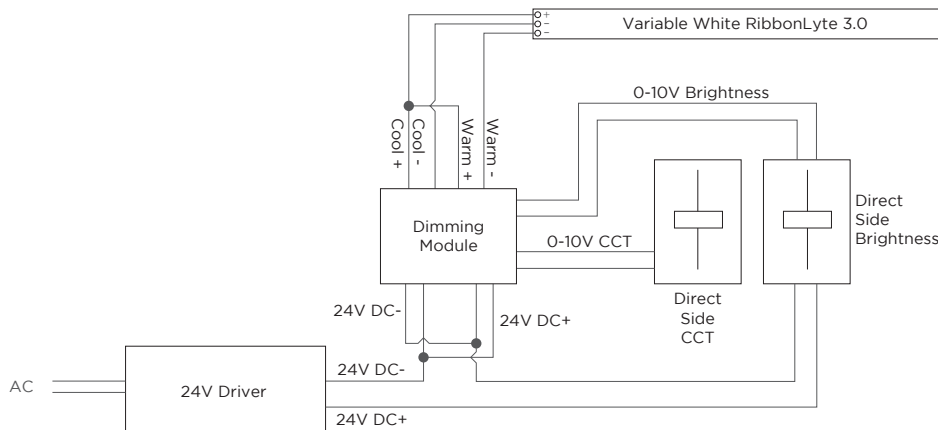 +
-
-
Variable White RibbonLyte 3.0
0-10V Brightness
Cool +
Cool -
Warm +
Warm -
Dimming
Module
0-10V CCT
Direct
Side
Brightness
Direct
Side
CCT
24V DC-
24V DC+
AC
24V Driver
24V DC-
24V DC+